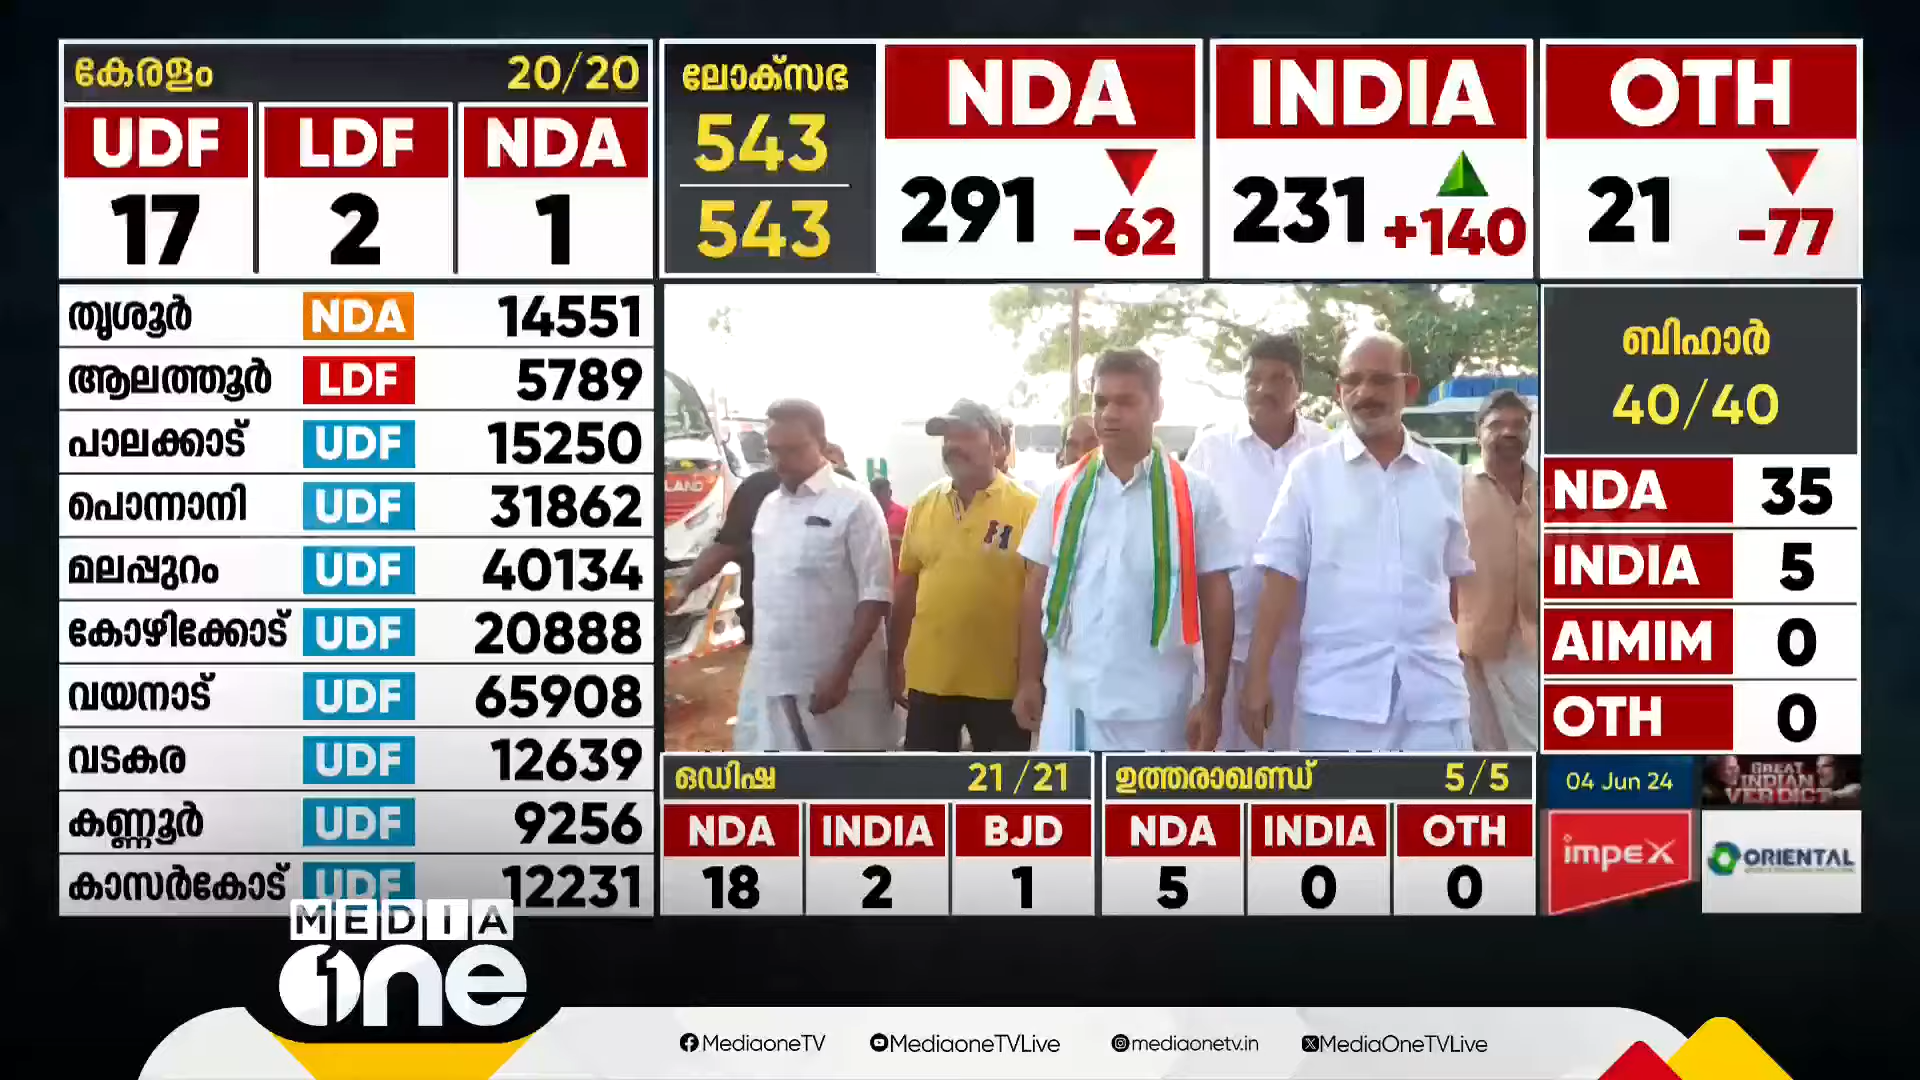 കേരളം 20/20
UDF LDF NDA
17 2 1
ലോക്സഭ
543
543
NDA
291 -62
INDIA
231 +140
OTH
21 -77
തൃശൂർ NDA 14551
ആലത്തൂർ LDF 5789
പാലക്കാട് UDF 15250
പൊന്നാനി UDF 31862
മലപ്പുറം UDF 40134
കോഴിക്കോട് UDF 20888
വയനാട് UDF 65908
വടകര UDF 12639
കണ്ണൂർ UDF 9256
കാസർകോട് UDF 12231
LAND
H
ബിഹാർ
40/40
NDA 35
INDIA 5
AIMIM 0
OTH 0
ഒഡിഷ 21/21
NDA INDIA BJD
18 2 1
ഉത്തരാഖണ്ഡ് 5/5
NDA INDIA OTH
5 0 0
04 Jun 24
GREAT
INDIAN
VERDICT
impex
ORIENTAL
MEDIA
one
MediaoneTV MediaoneTVLive mediaonetv.in MediaOneTVLive